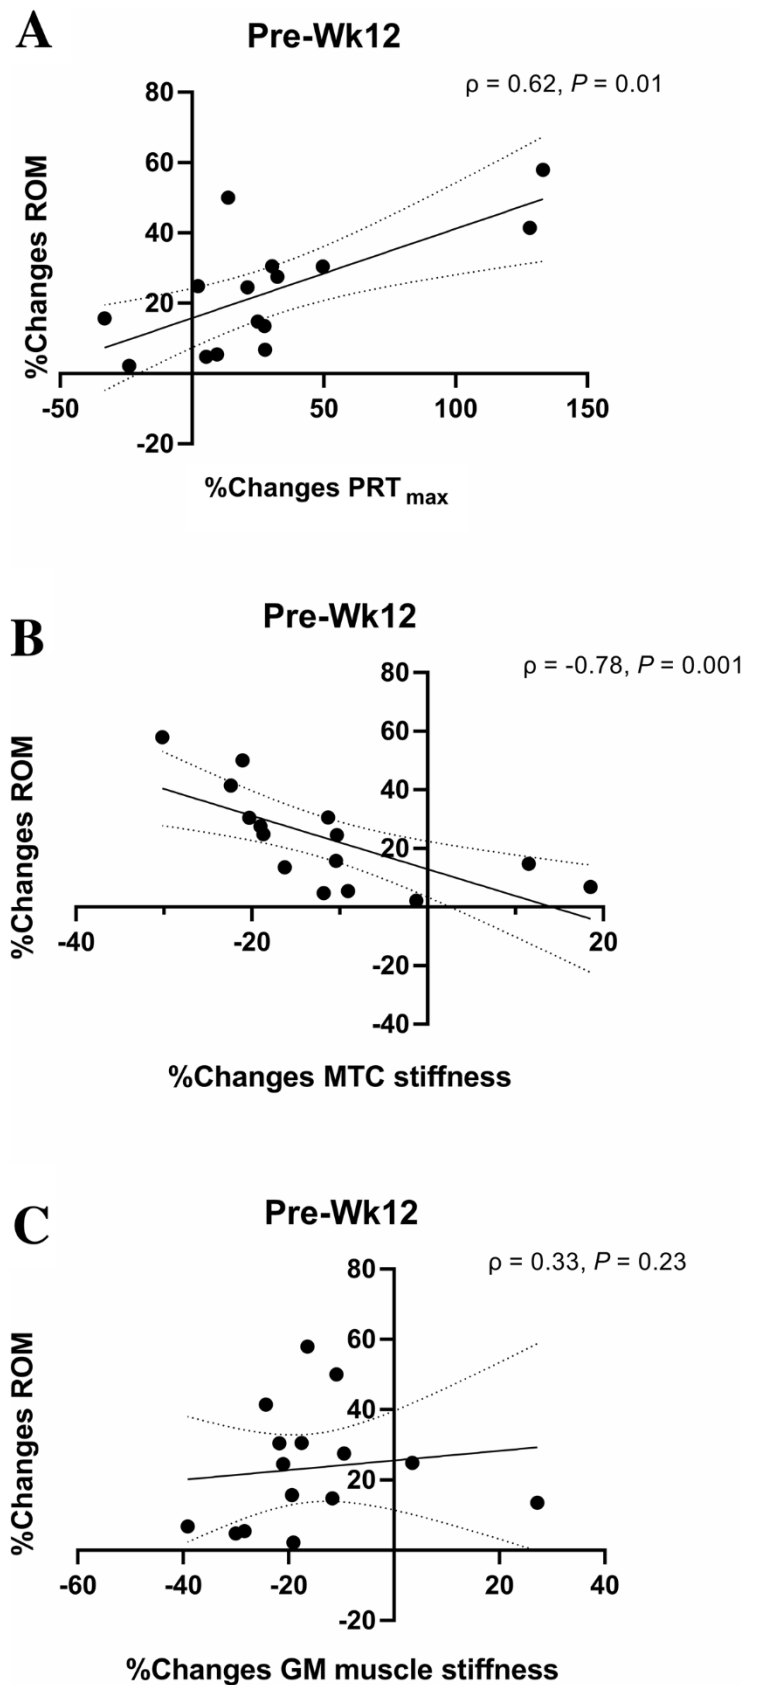 A
Pre-Wk12
ρ = 0.62, P = 0.01
80
60
40
20
-20
-50
50
100
150
%Changes ROM
%Changes PRT max
B
Pre-Wk12
ρ = -0.78, P = 0.001
80
60
40
20
-20
-40
-40
-20
20
%Changes ROM
%Changes MTC stiffness
C
Pre-Wk12
ρ = 0.33, P = 0.23
80
60
40
20
-20
-60
-40
-20
20
40
%Changes ROM
%Changes GM muscle stiffness